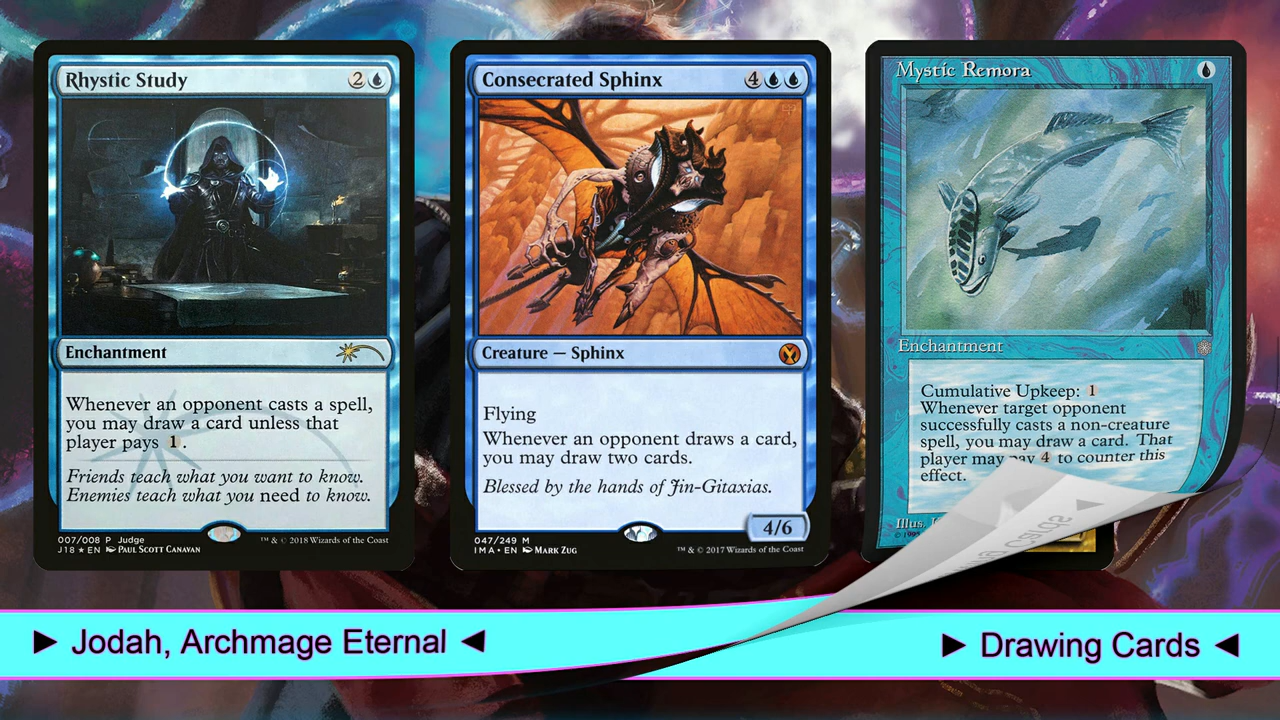 Rhystic Study 2
Enchantment
Whenever an opponent casts a spell,
you may draw a card unless that
player pays 1.
Friends teach what you want to know.
Enemies teach what you need to know.
007/008 P Judge
J18 ★ EN Paul Scott Canavan
™ & © 2018 Wizards of the Coast
Consecrated Sphinx 4
Creature — Sphinx
Flying
Whenever an opponent draws a card,
you may draw two cards.
Blessed by the hands of Jin-Gitaxias.
4/6
047/249 M
IMA • EN Mark Zug
™ & © 2017 Wizards of the Coast
Mystic Remora
Enchantment
Cumulative Upkeep: 1
Whenever target opponent
successfully casts a non-creature
spell, you may draw a card. That
player may pay 4 to counter this
effect.
Illus.
© 1995
► Jodah, Archmage Eternal ◄
► Drawing Cards ◄